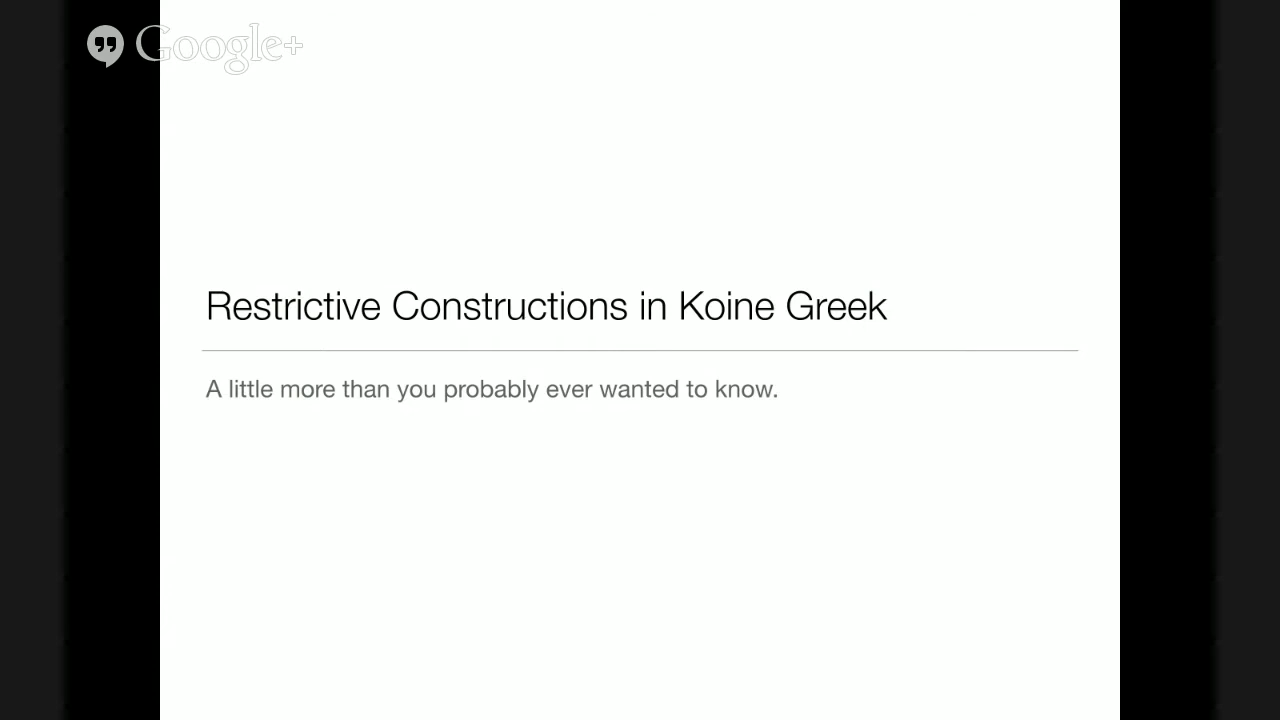 Google+
Restrictive Constructions in Koine Greek
A little more than you probably ever wanted to know.